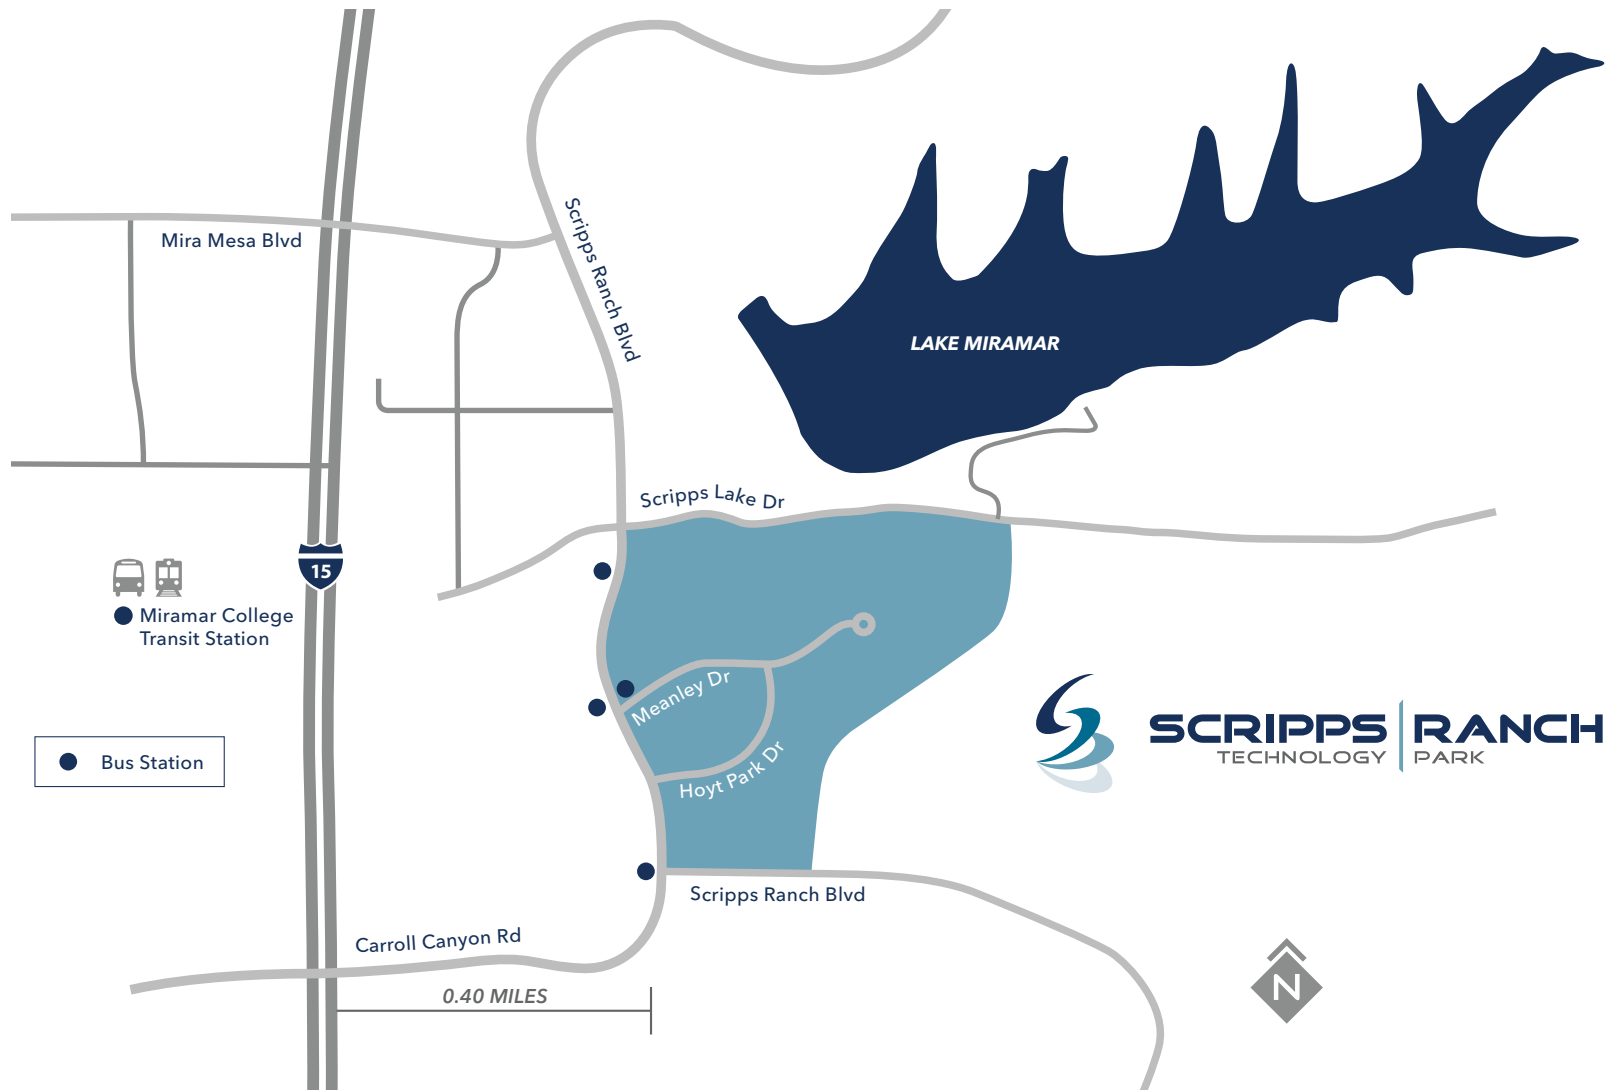 Mira Mesa Blvd
Scripps Ranch Blvd
LAKE MIRAMAR
Scripps Lake Dr
15
Miramar College
Transit Station
Meanley Dr
Hoyt Park Dr
SCRIPPS RANCH
TECHNOLOGY PARK
Bus Station
Scripps Ranch Blvd
Carroll Canyon Rd
0.40 MILES
N